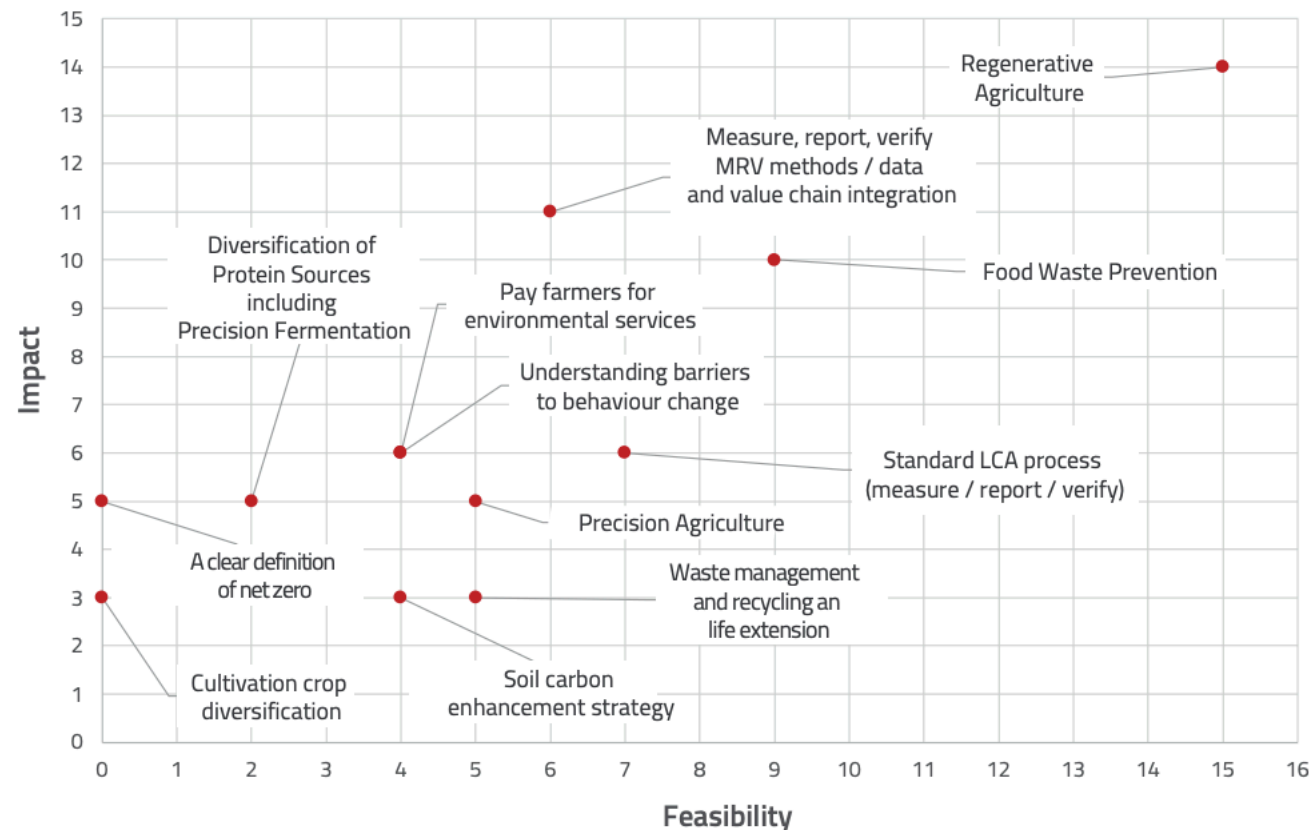 15
14
13
12
11
10
9
8
7
6
5
4
3
2
1
0
Impact
Regenerative
Agriculture
Measure, report, verify
MRV methods / data
and value chain integration
Diversification of
Protein Sources
including
Precision Fermentation
Food Waste Prevention
Pay farmers for
environmental services
Understanding barriers
to behaviour change
Standard LCA process
(measure / report / verify)
Precision Agriculture
A clear definition
of net zero
Waste management
and recycling an
life extension
Cultivation crop
diversification
Soil carbon
enhancement strategy
0 1 2 3 4 5 6 7 8 9 10 11 12 13 14 15 16
Feasibility